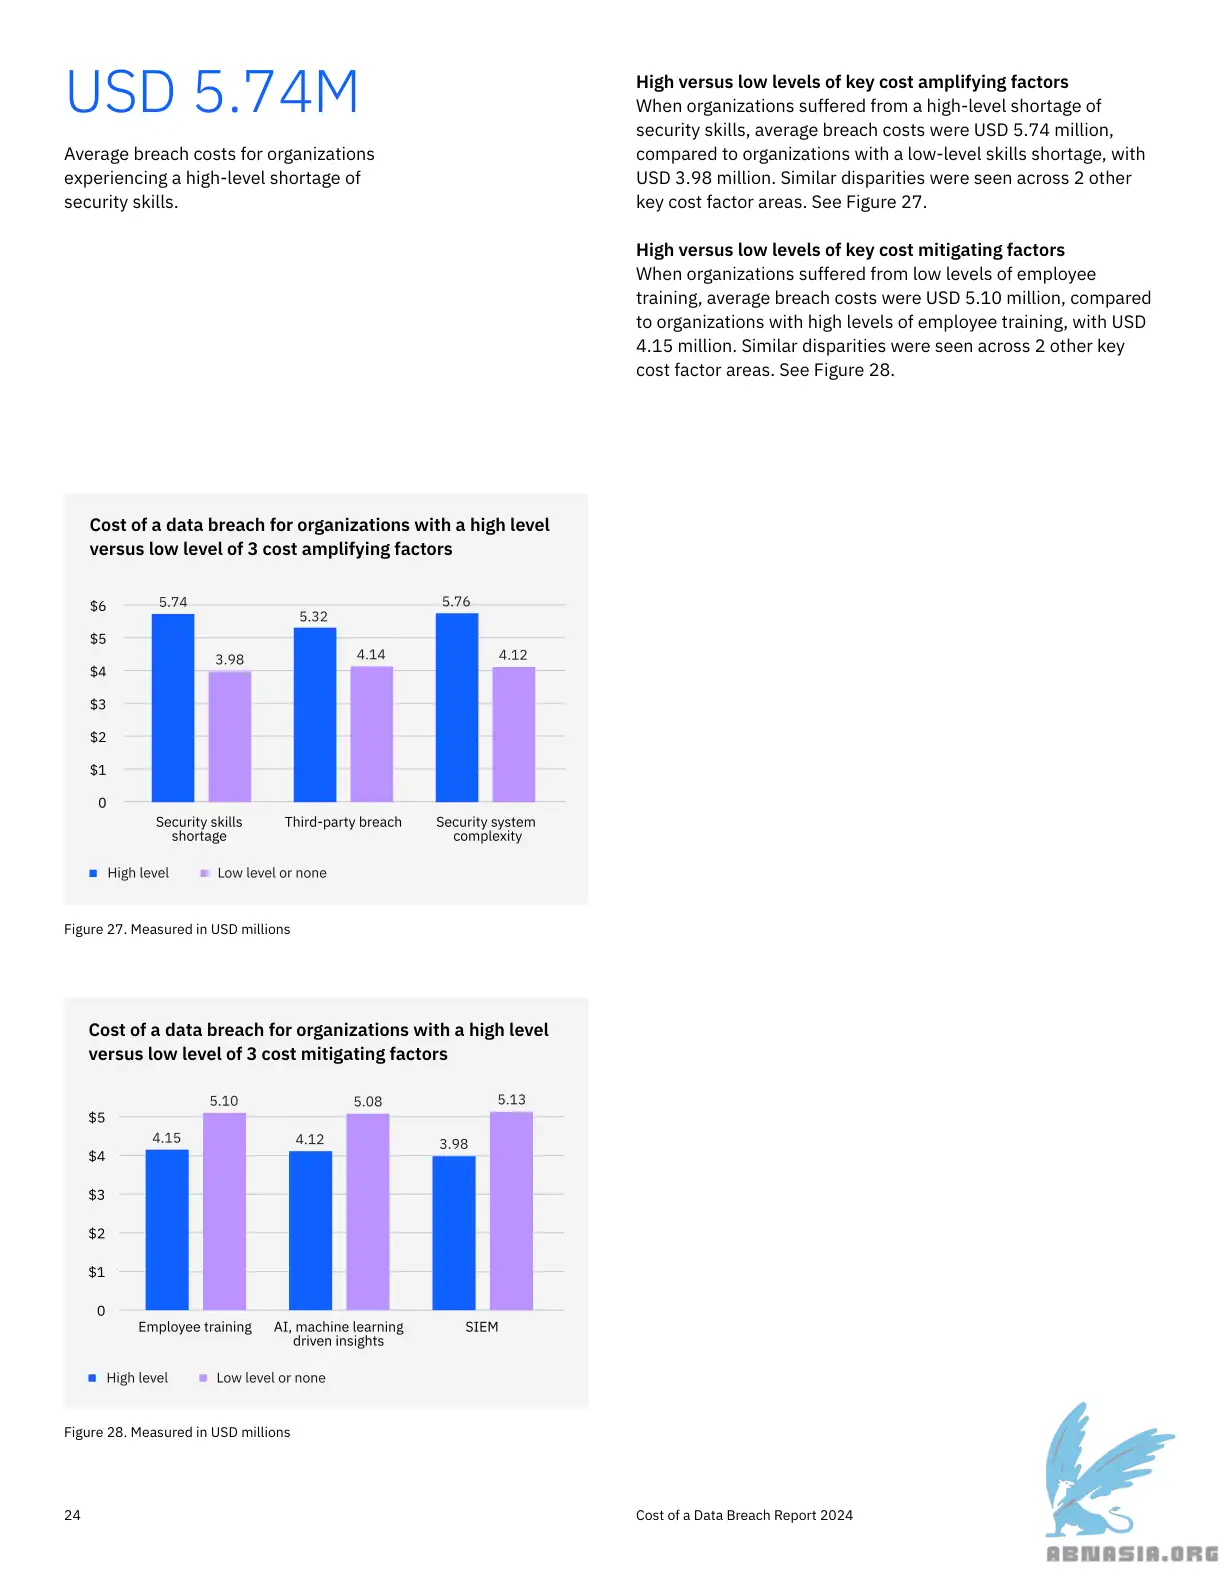 USD 5.74M
Average breach costs for organizations
experiencing a high-level shortage of
security skills.
High versus low levels of key cost amplifying factors
When organizations suffered from a high-level shortage of
security skills, average breach costs were USD 5.74 million,
compared to organizations with a low-level skills shortage, with
USD 3.98 million. Similar disparities were seen across 2 other
key cost factor areas. See Figure 27.
High versus low levels of key cost mitigating factors
When organizations suffered from low levels of employee
training, average breach costs were USD 5.10 million, compared
to organizations with high levels of employee training, with USD
4.15 million. Similar disparities were seen across 2 other key
cost factor areas. See Figure 28.
Cost of a data breach for organizations with a high level
versus low level of 3 cost amplifying factors
5.74
5.76
$6
5.32
$5
3.98
4.14
4.12
$4
$3
$2
$1
0
Security skills
shortage
Third-party breach
Security system
complexity
High level
Low level or none
Figure 27. Measured in USD millions
Cost of a data breach for organizations with a high level
versus low level of 3 cost mitigating factors
5.10
5.08
5.13
$5
4.15
4.12
3.98
$4
$3
$2
$1
0
Employee training
AI, machine learning
driven insights
SIEM
High level
Low level or none
Figure 28. Measured in USD millions
24
Cost of a Data Breach Report 2024
ABNASIA.ORG